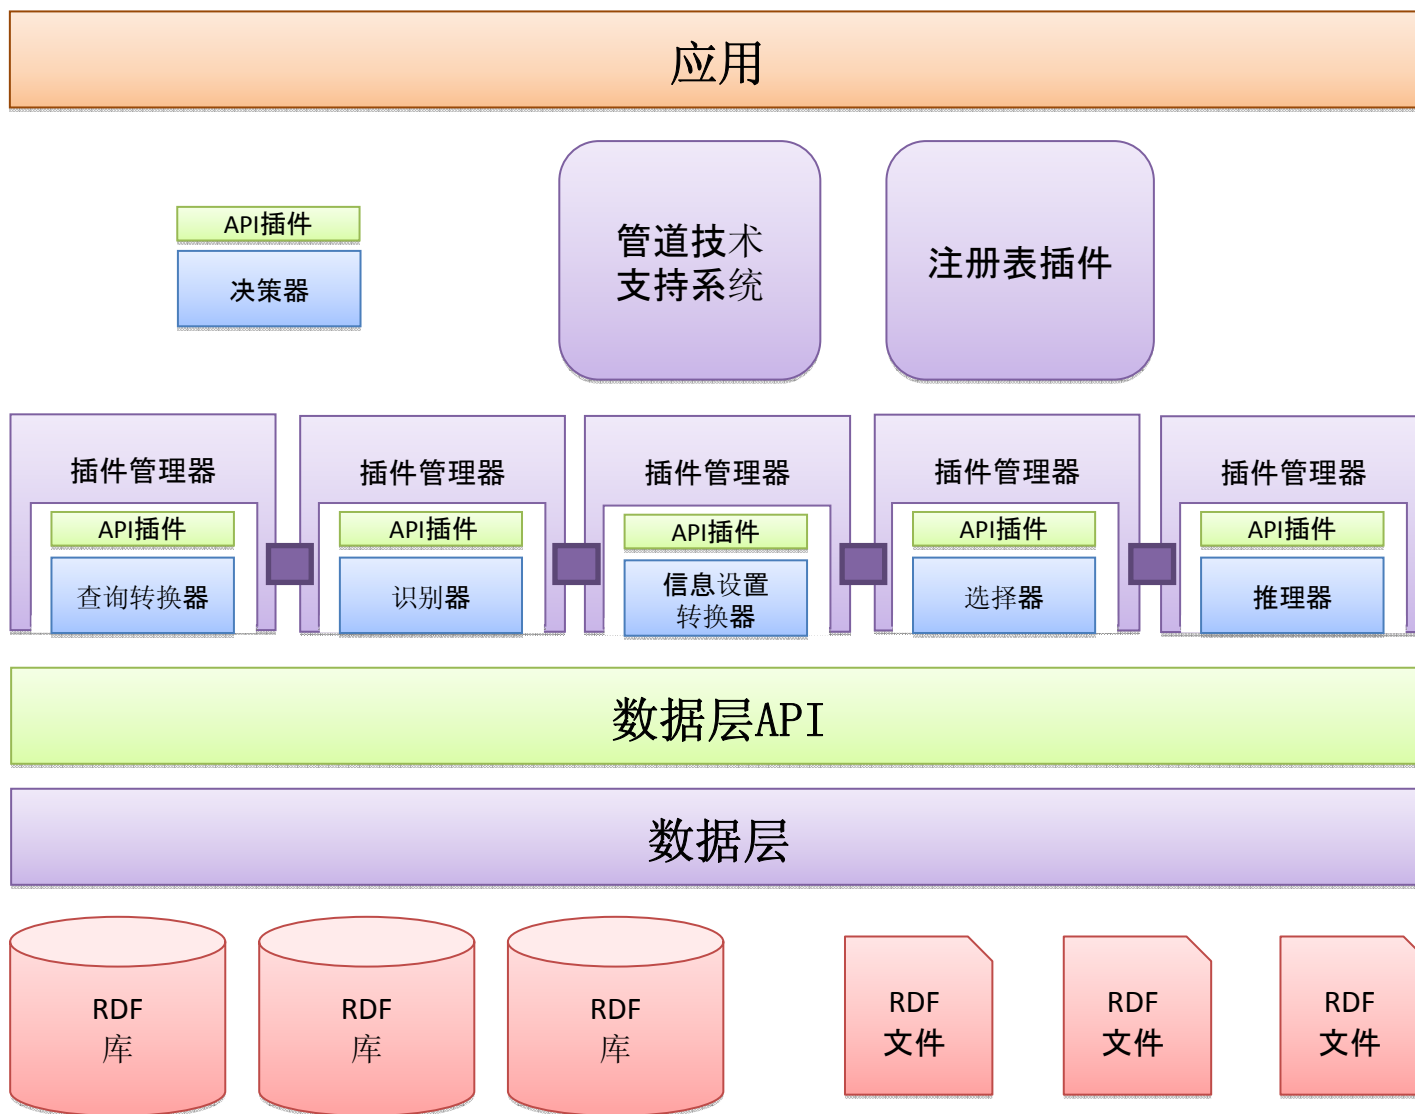 应用
API插件
决策器
管道技术
支持系统
注册表插件
插件管理器
API插件
查询转换器
插件管理器
API插件
识别器
插件管理器
API插件
信息设置
转换器
插件管理器
API插件
选择器
插件管理器
API插件
推理器
数据层API
数据层
RDF
库
RDF
库
RDF
库
RDF
文件
RDF
文件
RDF
文件